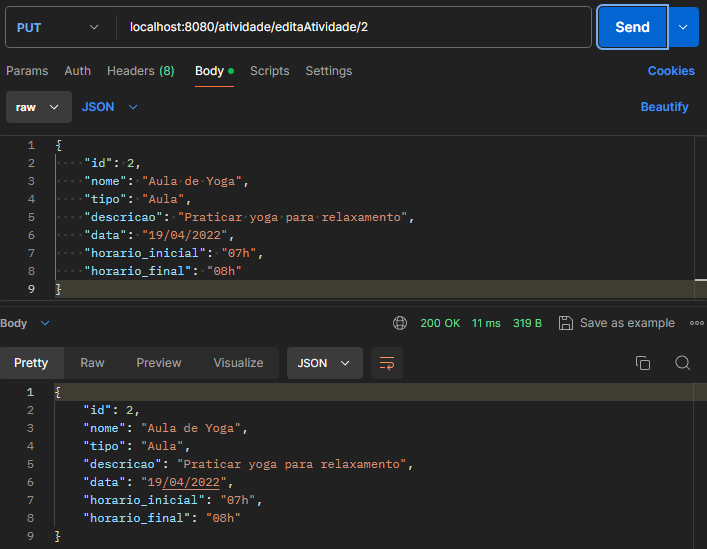 PUT localhost:8080/atividade/editaAtividade/2 Send
Params Auth Headers (8) Body Scripts Settings Cookies
raw JSON Beautify
1 {
2 "id": 2,
3 "nome": "Aula de Yoga",
4 "tipo": "Aula",
5 "descricao": "Praticar yoga para relaxamento",
6 "data": "19/04/2022",
7 "horario_inicial": "07h",
8 "horario_final": "08h"
9 }
Body 200 OK 11 ms 319 B Save as example
Pretty Raw Preview Visualize JSON
1 {
2 "id": 2,
3 "nome": "Aula de Yoga",
4 "tipo": "Aula",
5 "descricao": "Praticar yoga para relaxamento",
6 "data": "19/04/2022",
7 "horario_inicial": "07h",
8 "horario_final": "08h"
9 }